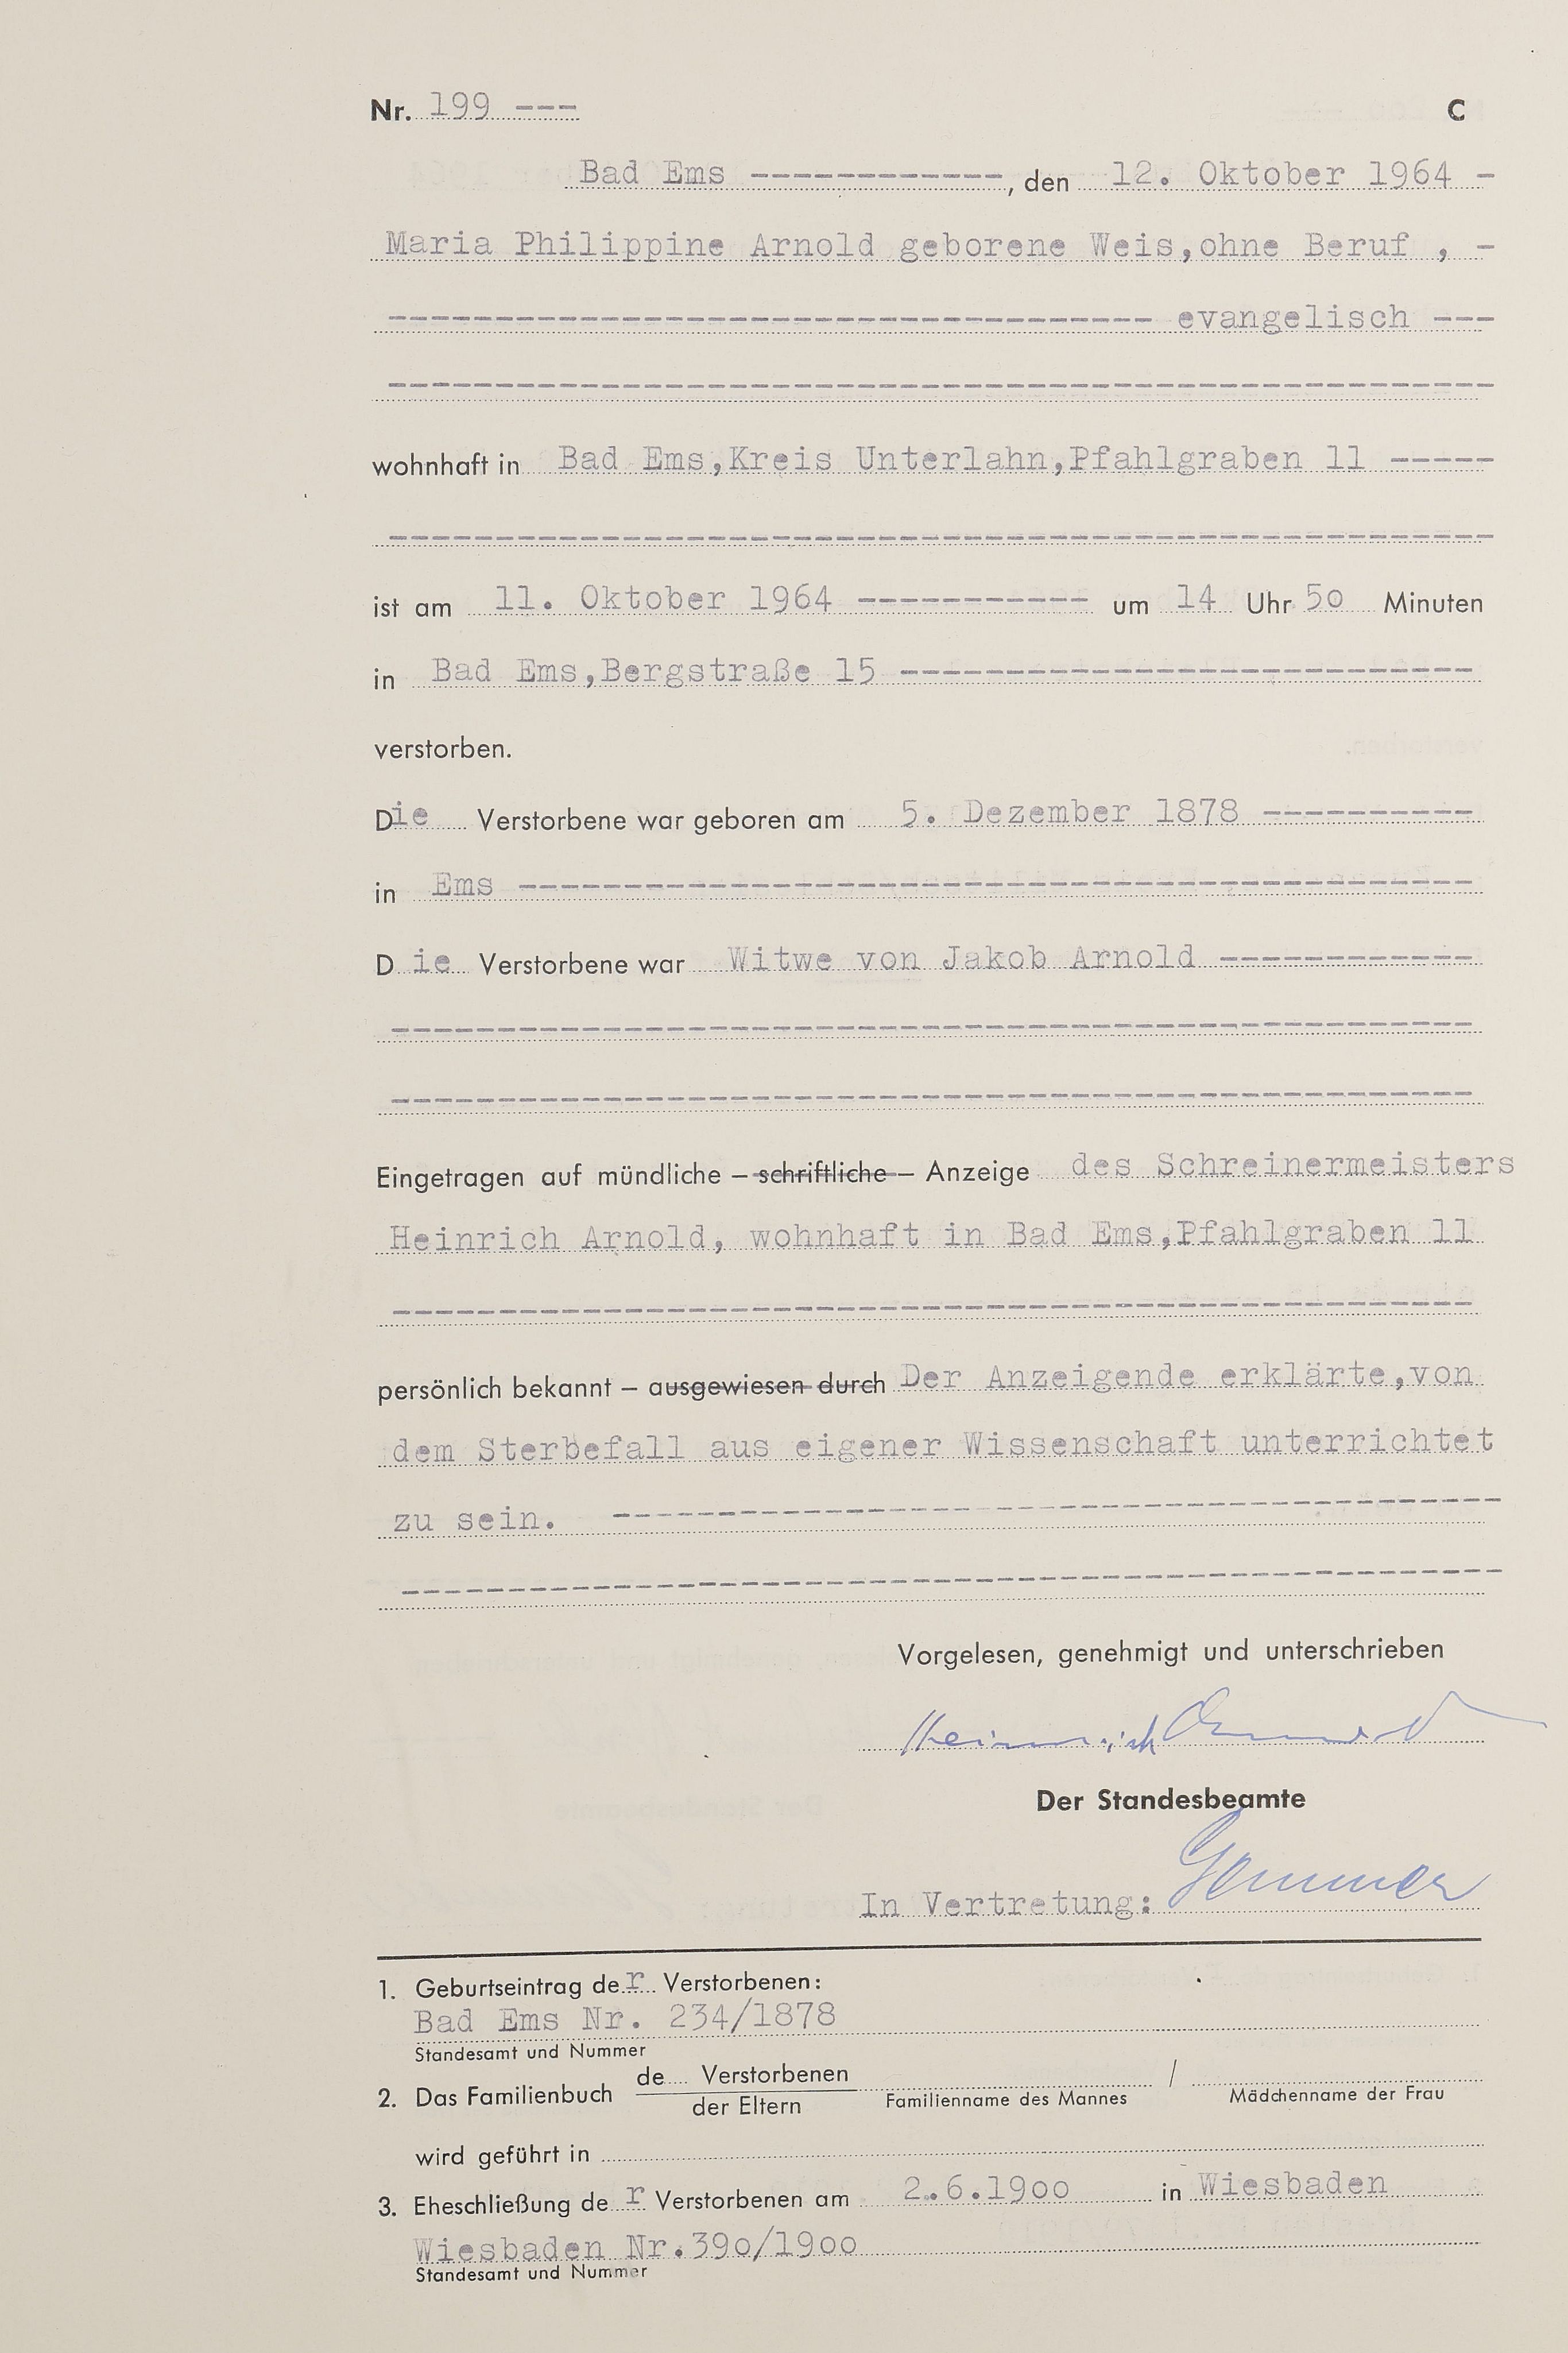 Nr. 199 ---
C
Bad Ems ------------, den 12. Oktober 1964 -
Maria Philippine Arnold geborene Weis,ohne Beruf , -
------------------------------------ evangelisch ---
----------------------------------------------------
wohnhaft in Bad Ems,Kreis Unterlahn,Pfahlgraben 11 -----
----------------------------------------------------
ist am 11. Oktober 1964 ----------- um 14 Uhr 50 Minuten
in Bad Ems,Bergstraße 15 ---------------------------
verstorben.
Die Verstorbene war geboren am 5. Dezember 1878 ----------
in Ems ---------------------------------------------
Die Verstorbene war Witwe von Jakob Arnold ------------
---------------------------------------------------
---------------------------------------------------
Eingetragen auf mündliche – schriftliche – Anzeige des Schreinermeisters
Heinrich Arnold, wohnhaft in Bad Ems,Pfahlgraben 11
---------------------------------------------------
persönlich bekannt – ausgewiesen durch Der Anzeigende erklärte,von
dem Sterbefall aus eigener Wissenschaft unterrichtet
zu sein. ------------------------------------------
----------------------------------------------------
Vorgelesen, genehmigt und unterschrieben
Heinrich Arnold
Der Standesbeamte
In Vertretung:
1. Geburtseintrag der Verstorbenen:
Bad Ems Nr. 234/1878
Standesamt und Nummer
2. Das Familienbuch de Verstorbenen /
der Eltern Familienname des Mannes Mädchenname der Frau
wird geführt in
3. Eheschließung der Verstorbenen am 2.6.1900 in Wiesbaden
Wiesbaden Nr.390/1900
Standesamt und Nummer